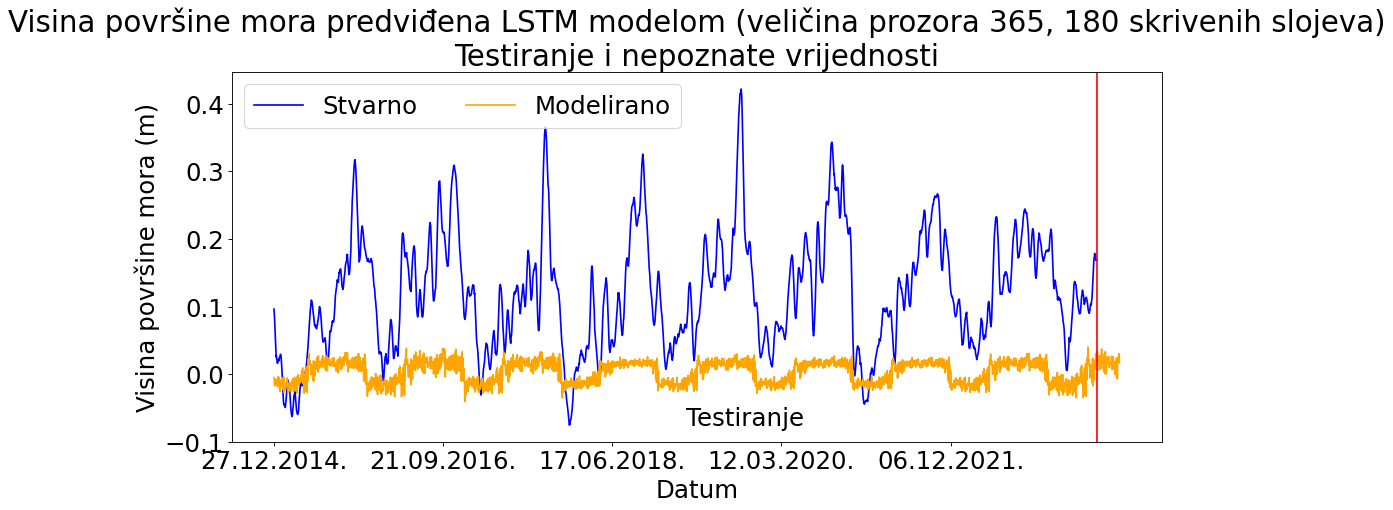 Visina površine mora predviđena LSTM modelom (veličina prozora 365, 180 skrivenih slojeva)
Testiranje i nepoznate vrijednosti
Stvarno
Modelirano
Visina površine mora (m)
0.4
0.3
0.2
0.1
0.0
−0.1
Testiranje
27.12.2014.
21.09.2016.
17.06.2018.
12.03.2020.
06.12.2021.
Datum